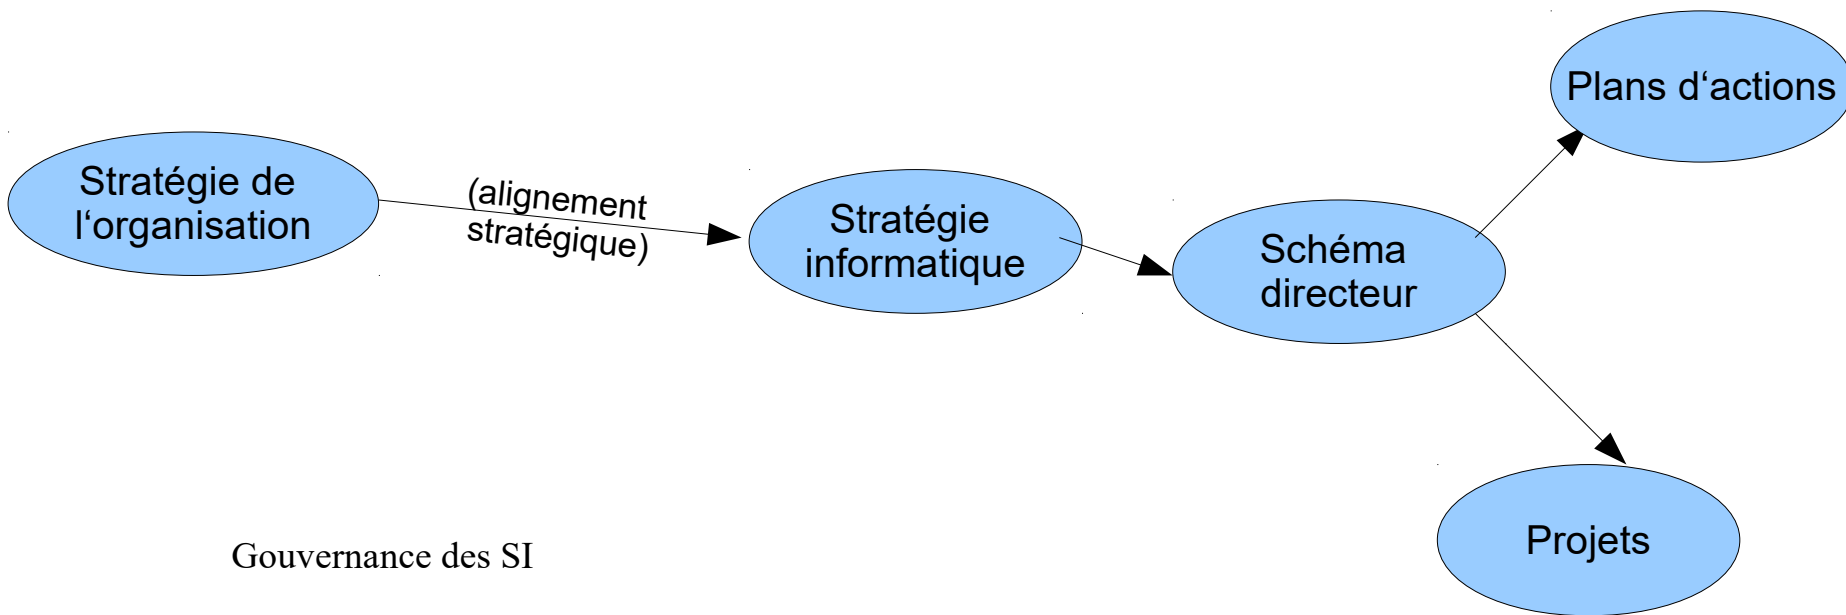 Stratégie de
l‘organisation
(alignement
stratégique)
Stratégie
informatique
Schéma
directeur
Plans d‘actions
Projets
Gouvernance des SI